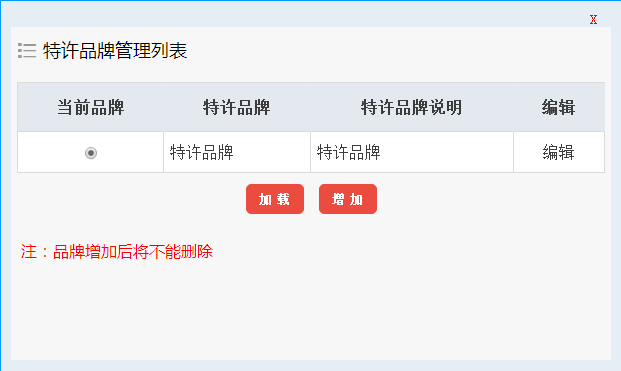 x
特许品牌管理列表
当前品牌 特许品牌 特许品牌说明 编辑
特许品牌 特许品牌 编辑
加 载 增 加
注：品牌增加后将不能删除